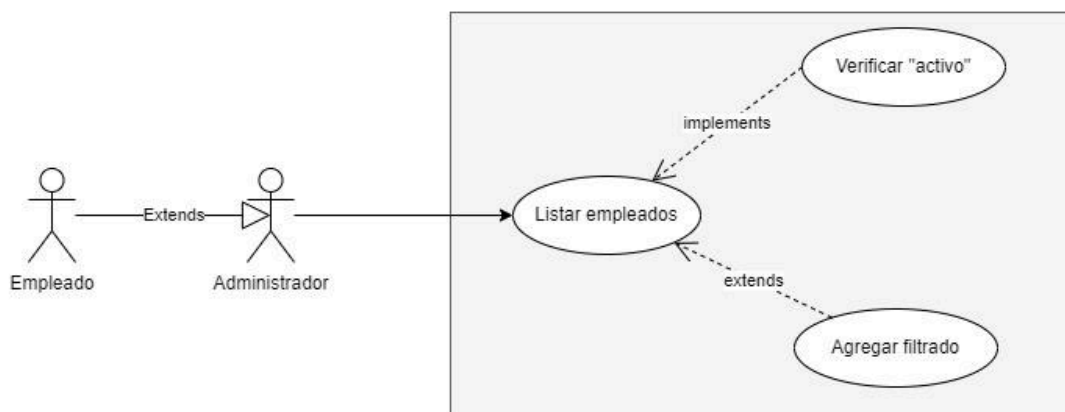 Verificar "activo"
implements
Listar empleados
Extends
Empleado
Administrador
extends
Agregar filtrado